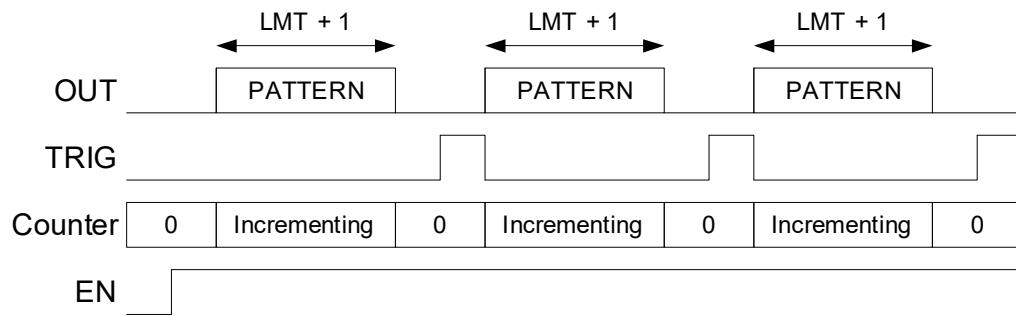 LMT + 1 LMT + 1 LMT + 1
OUT PATTERN PATTERN PATTERN
TRIG
Counter 0 Incrementing 0 Incrementing 0 Incrementing 0
EN